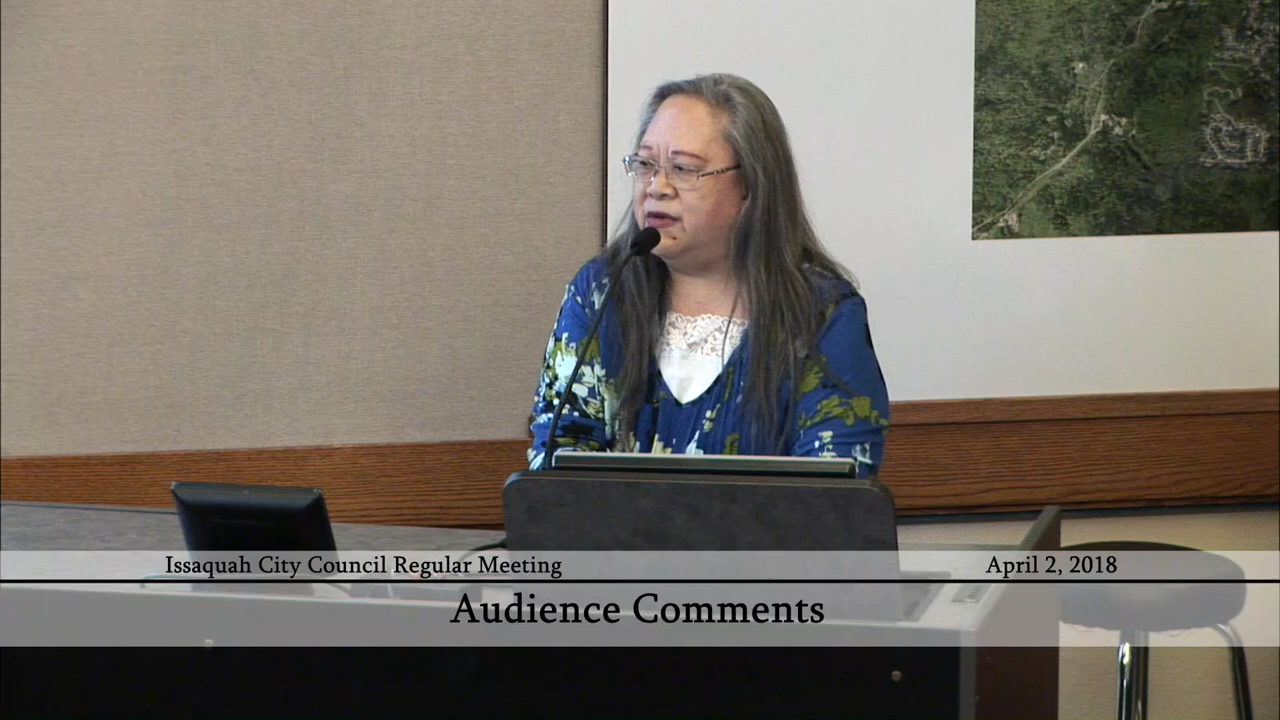 Issaquah City Council Regular Meeting
April 2, 2018
Audience Comments